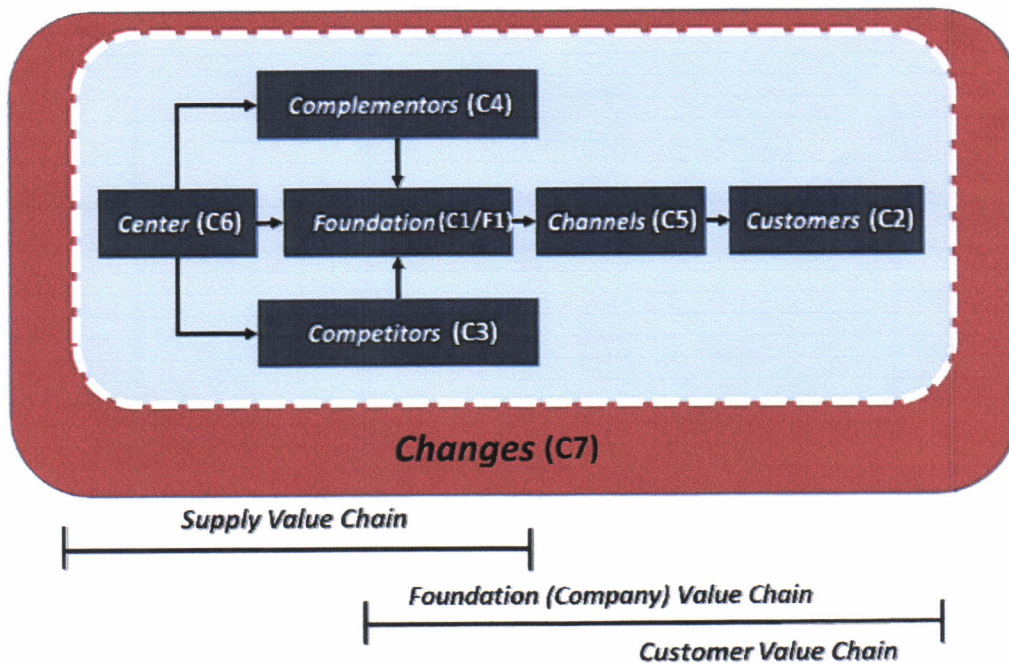 Complementors (C4)
Center (C6)
Foundation (C1/F1)
Channels (C5)
Customers (C2)
Competitors (C3)
Changes (C7)
Supply Value Chain
Foundation (Company) Value Chain
Customer Value Chain